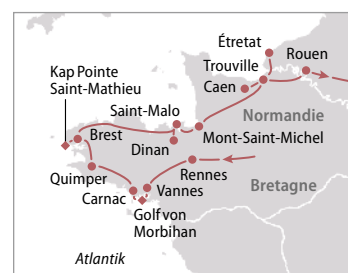 Étretat
Trouville
Rouen
Kap Pointe
Saint-Mathieu
Caen
Saint-Malo
Normandie
Brest
Mont-Saint-Michel
Dinan
Rennes
Quimper
Vannes
Bretagne
Carnac
Golf von
Morbihan
Atlantik